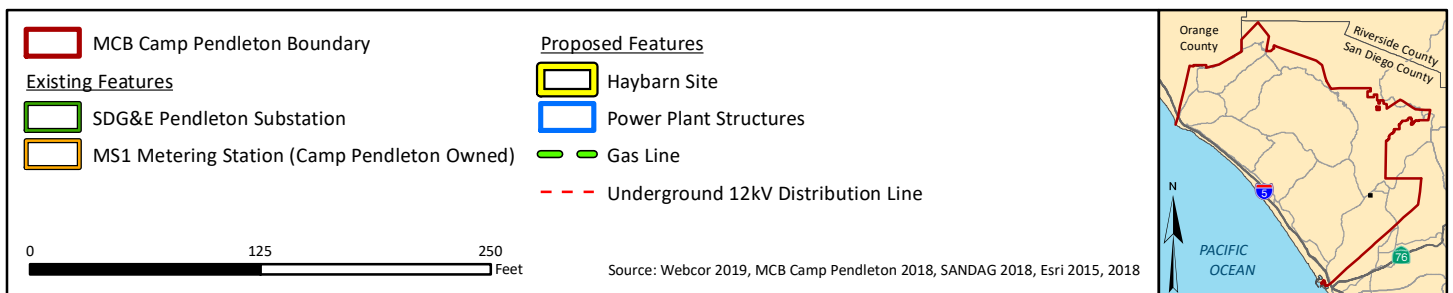 MCB Camp Pendleton Boundary
Existing Features
SDG&E Pendleton Substation
MS1 Metering Station (Camp Pendleton Owned)
Proposed Features
Haybarn Site
Power Plant Structures
Gas Line
Underground 12kV Distribution Line
0 125 250
Feet
Source: Webcor 2019, MCB Camp Pendleton 2018, SANDAG 2018, Esri 2015, 2018
Orange
County
Riverside County
San Diego County
N
5
76
PACIFIC
OCEAN